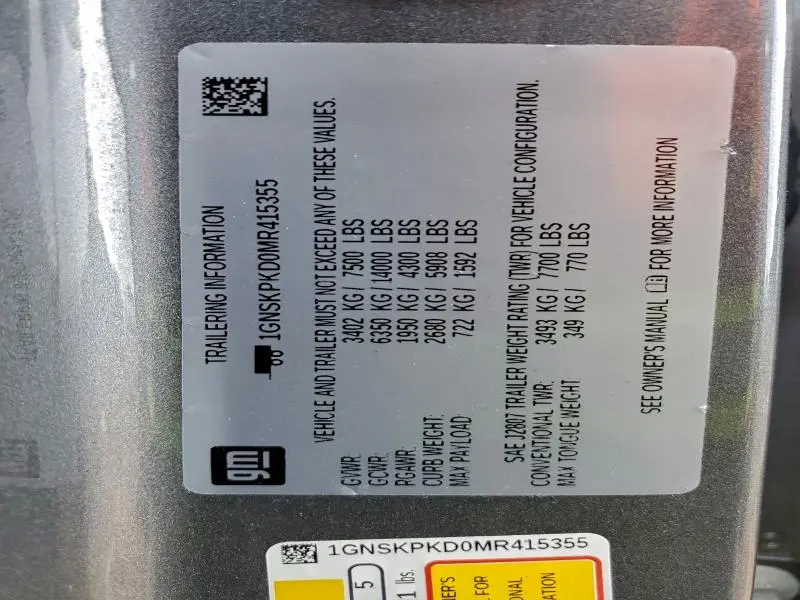 gm
TRAILERING INFORMATION
1GNSKPKD0MR415355
VEHICLE AND TRAILER MUST NOT EXCEED ANY OF THESE VALUES.
GVWR: 3402 KG / 7500 LBS
GCWR: 6350 KG / 14000 LBS
RGAWR: 1950 KG / 4300 LBS
CURB WEIGHT: 2680 KG / 5908 LBS
MAX PAYLOAD: 722 KG / 1592 LBS
SAE J2807 TRAILER WEIGHT RATING (TWR) FOR VEHICLE CONFIGURATION.
CONVENTIONAL TWR: 3493 KG / 7700 LBS
MAX TONGUE WEIGHT 349 KG / 770 LBS
SEE OWNER'S MANUAL FOR MORE INFORMATION
1GNSKPKD0MR415355
5
lbs.
FOR